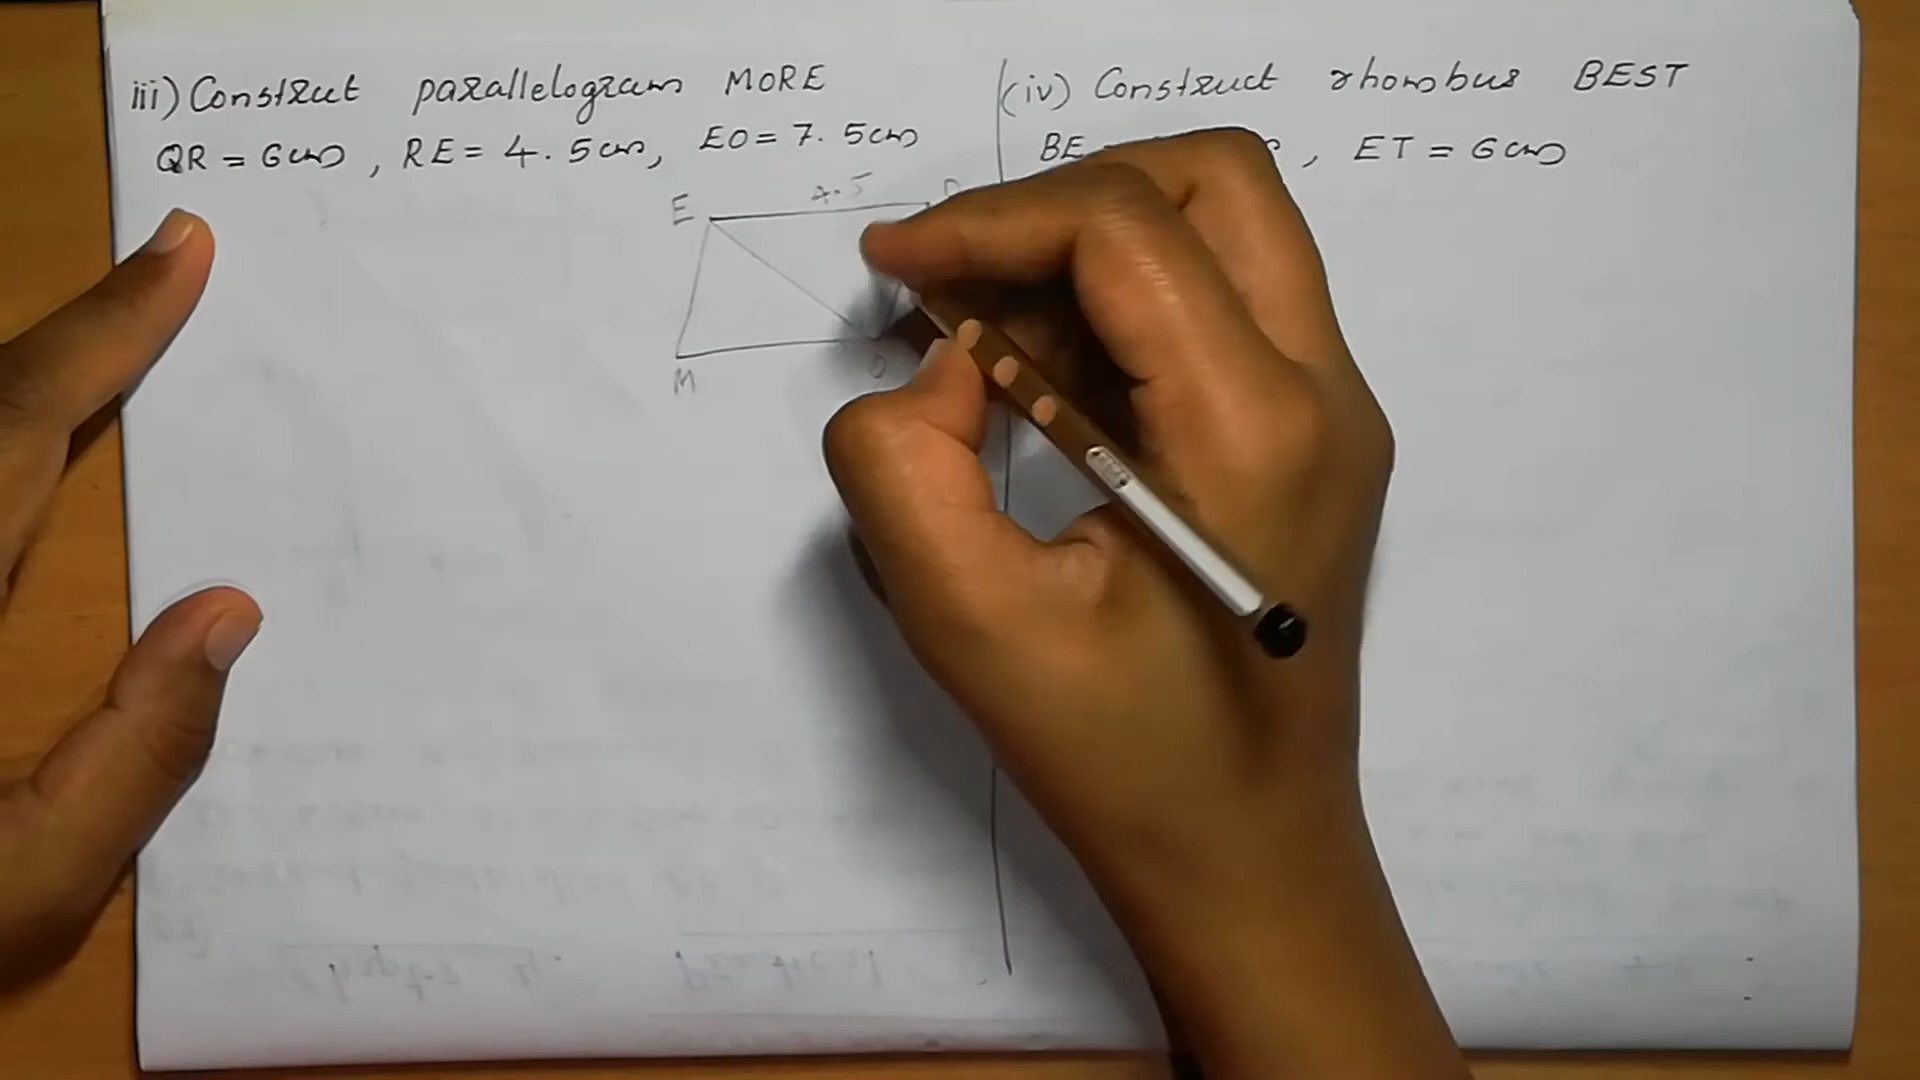 iii) Construct parallelogram MORE
QR = 6cm, RE = 4.5cm, EO = 7.5cm
E 4.5
M O
(iv) Construct rhombus BEST
BE , ET = 6cm